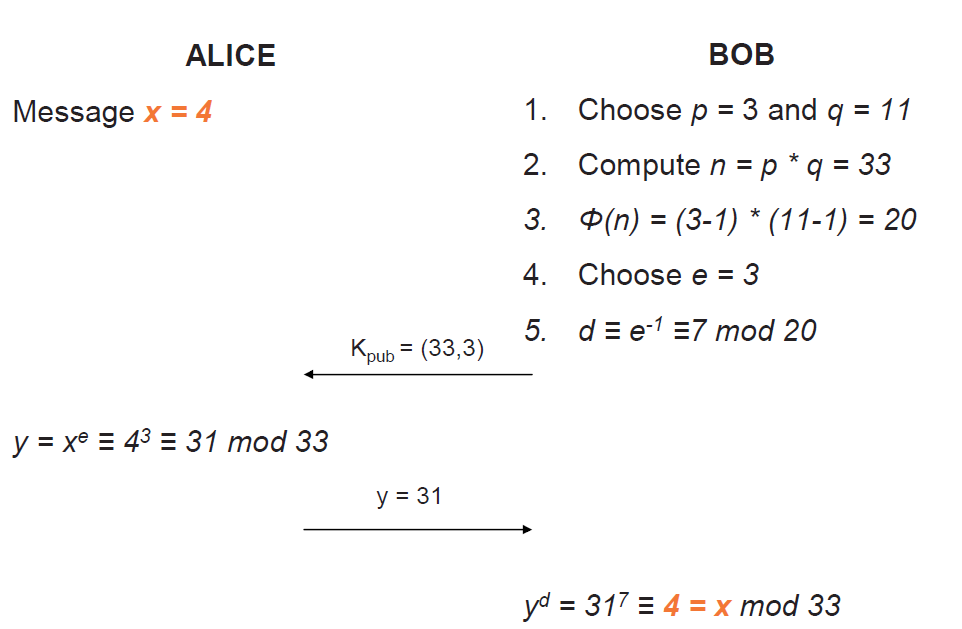 ALICE
BOB
Message x = 4
1. Choose p = 3 and q = 11
2. Compute n = p * q = 33
3. Φ(n) = (3-1) * (11-1) = 20
4. Choose e = 3
5. d ≡ e⁻¹ ≡7 mod 20
K_pub = (33,3)
y = xᵉ ≡ 4³ ≡ 31 mod 33
y = 31
yᵈ = 31⁷ ≡ 4 = x mod 33